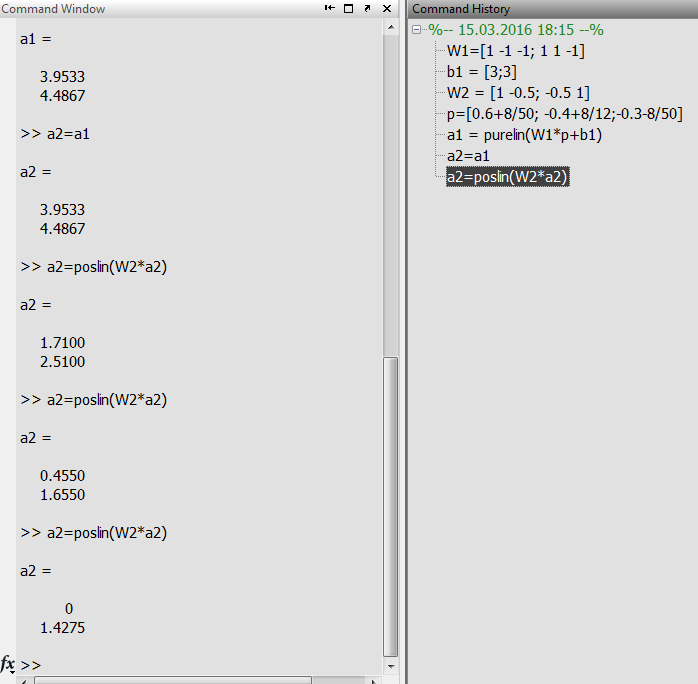 Command Window
a1 =
3.9533
4.4867
>> a2=a1
a2 =
3.9533
4.4867
>> a2=poslin(W2*a2)
a2 =
1.7100
2.5100
>> a2=poslin(W2*a2)
a2 =
0.4550
1.6550
>> a2=poslin(W2*a2)
a2 =
0
1.4275
fx >>
Command History
%-- 15.03.2016 18:15 --%
W1=[1 -1 -1; 1 1 -1]
b1 = [3;3]
W2 = [1 -0.5; -0.5 1]
p=[0.6+8/50; -0.4+8/12;-0.3-8/50]
a1 = purelin(W1*p+b1)
a2=a1
a2=poslin(W2*a2)